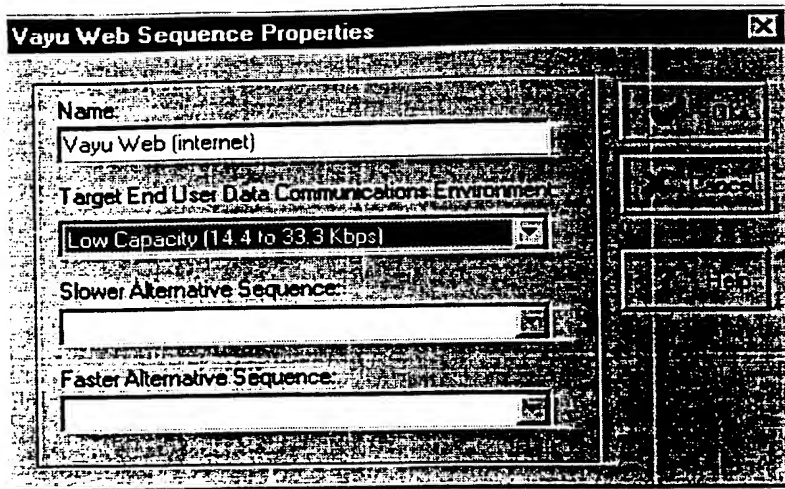 Vayu Web Sequence Properties
Name:
Vayu Web (internet)
Target End User Data Communications Environment
Low Capacity (14.4 to 33.3 Kbps)
Slower Alternative Sequence:
Faster Alternative Sequence:
Cancel
Help